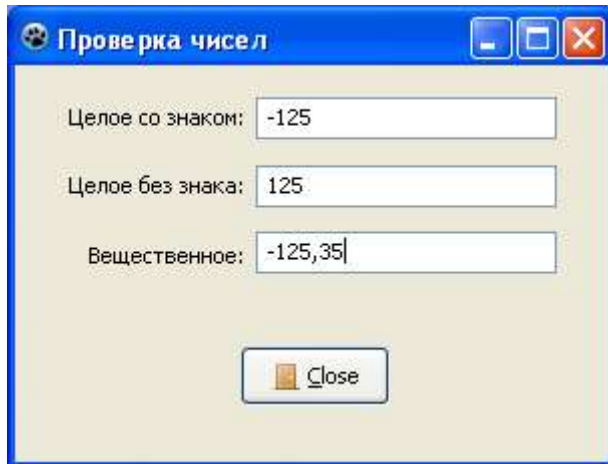 Проверка чисел
Целое со знаком: -125
Целое без знака: 125
Вещественное: -125,35
Close